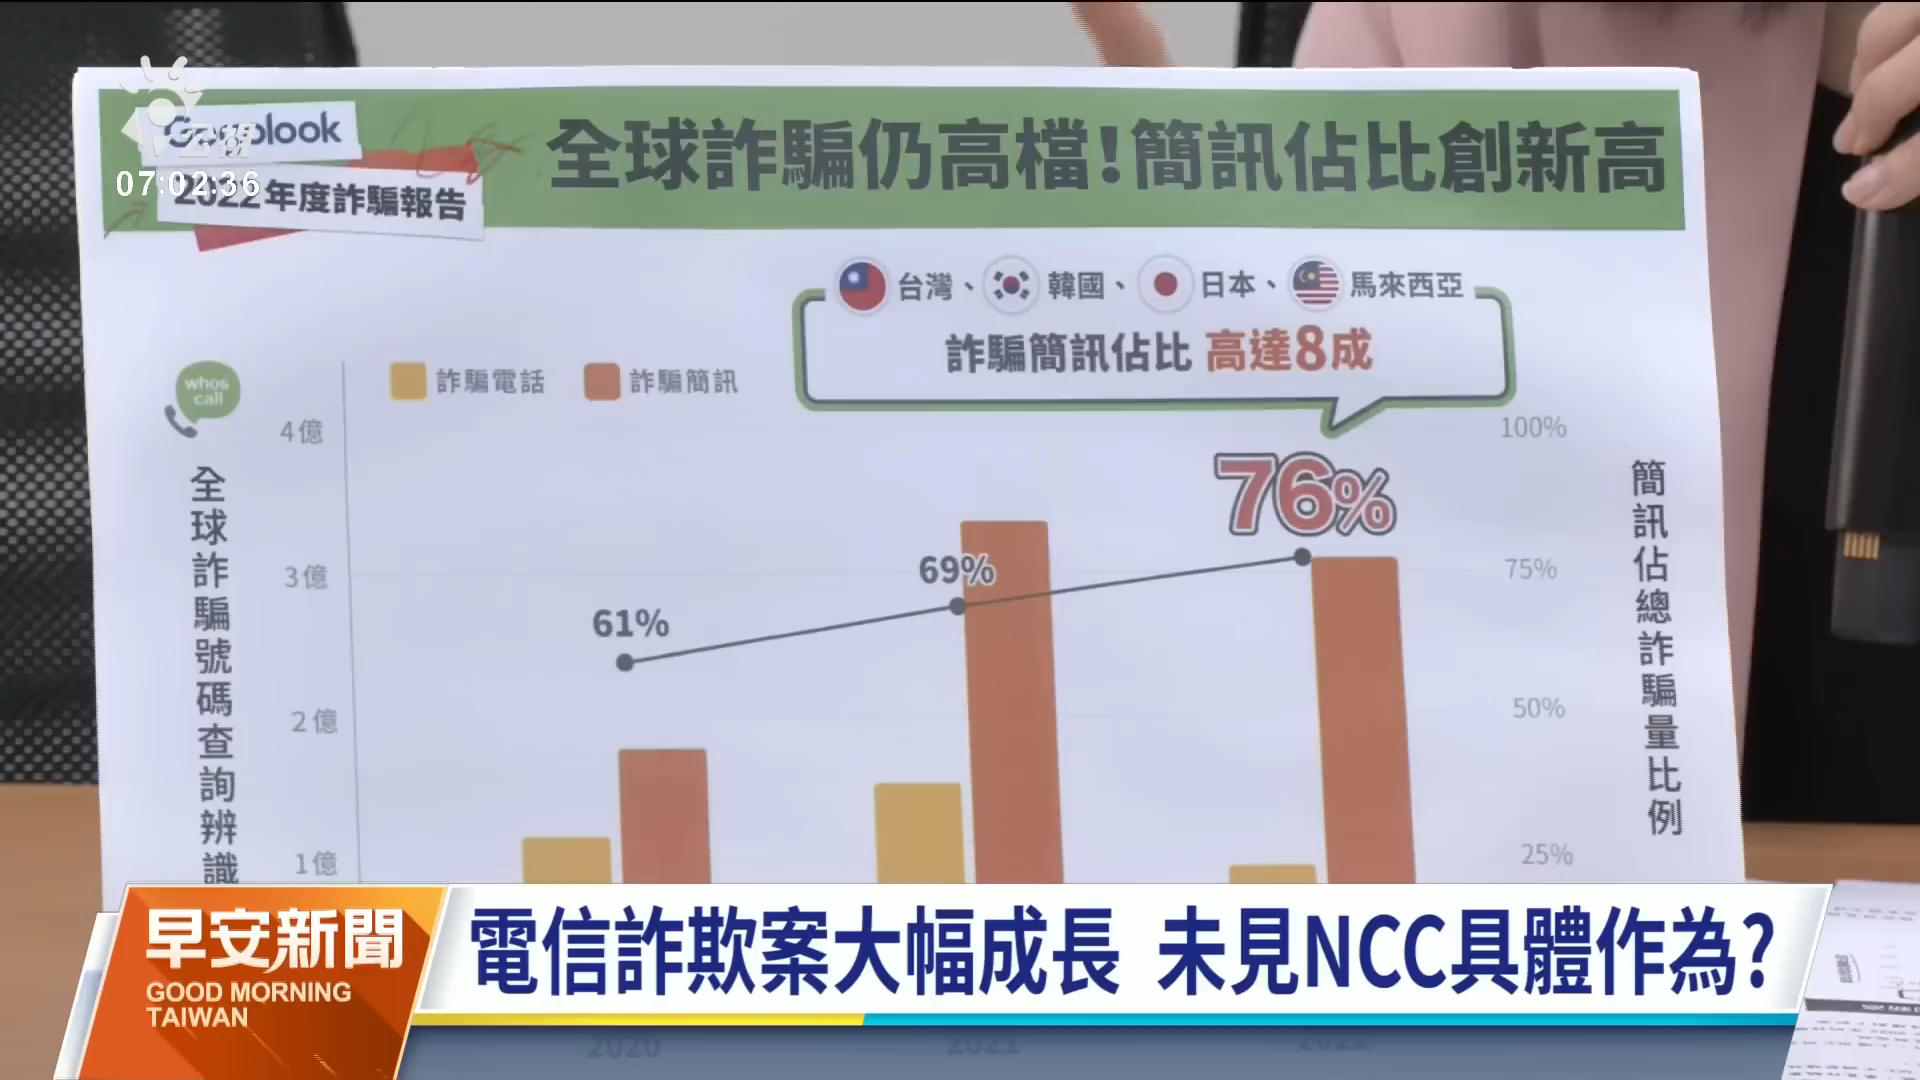 公視
07:02:36
Gogolook
2022年度詐騙報告
全球詐騙仍高檔!簡訊佔比創新高
台灣、韓國、日本、馬來西亞
詐騙簡訊佔比 高達8成
whos
call
詐騙電話 詐騙簡訊
4億
3億
2億
1億
全球詐騙號碼查詢辨識
100%
75%
50%
25%
簡訊佔總詐騙量比例
61%
69%
76%
早安新聞
GOOD MORNING
TAIWAN
電信詐欺案大幅成長 未見NCC具體作為?
2020
2021
2022